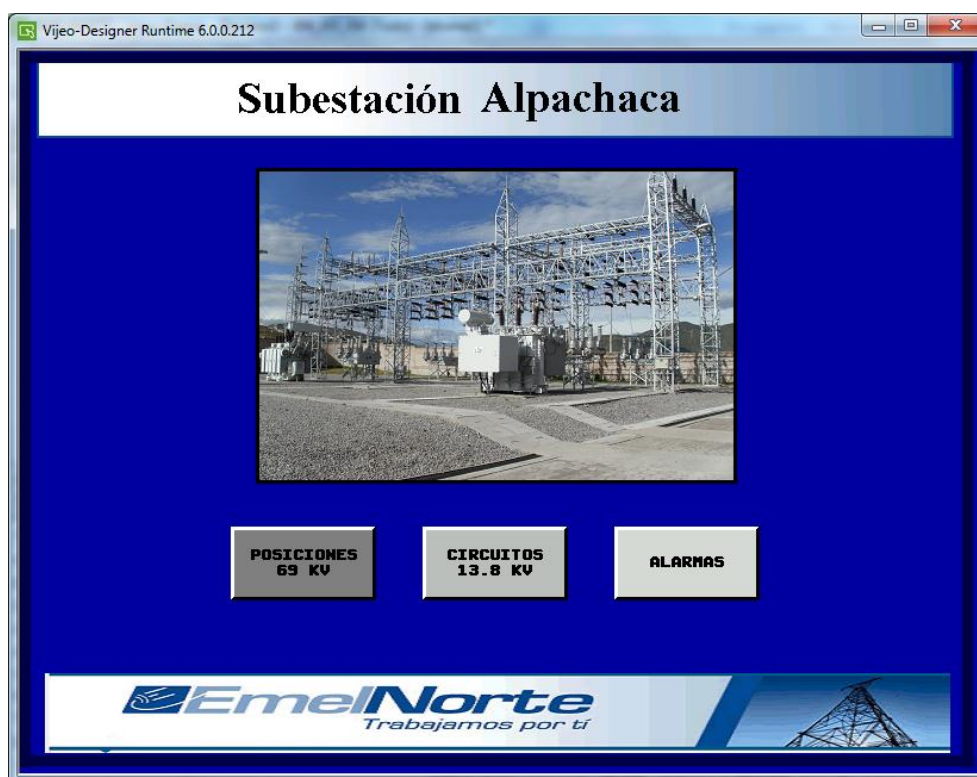 Vijeo-Designer Runtime 6.0.0.212
Subestación Alpachaca
POSICIONES
69 KV
CIRCUITOS
13.8 KV
ALARMAS
EmelNorte
Trabajamos por tí